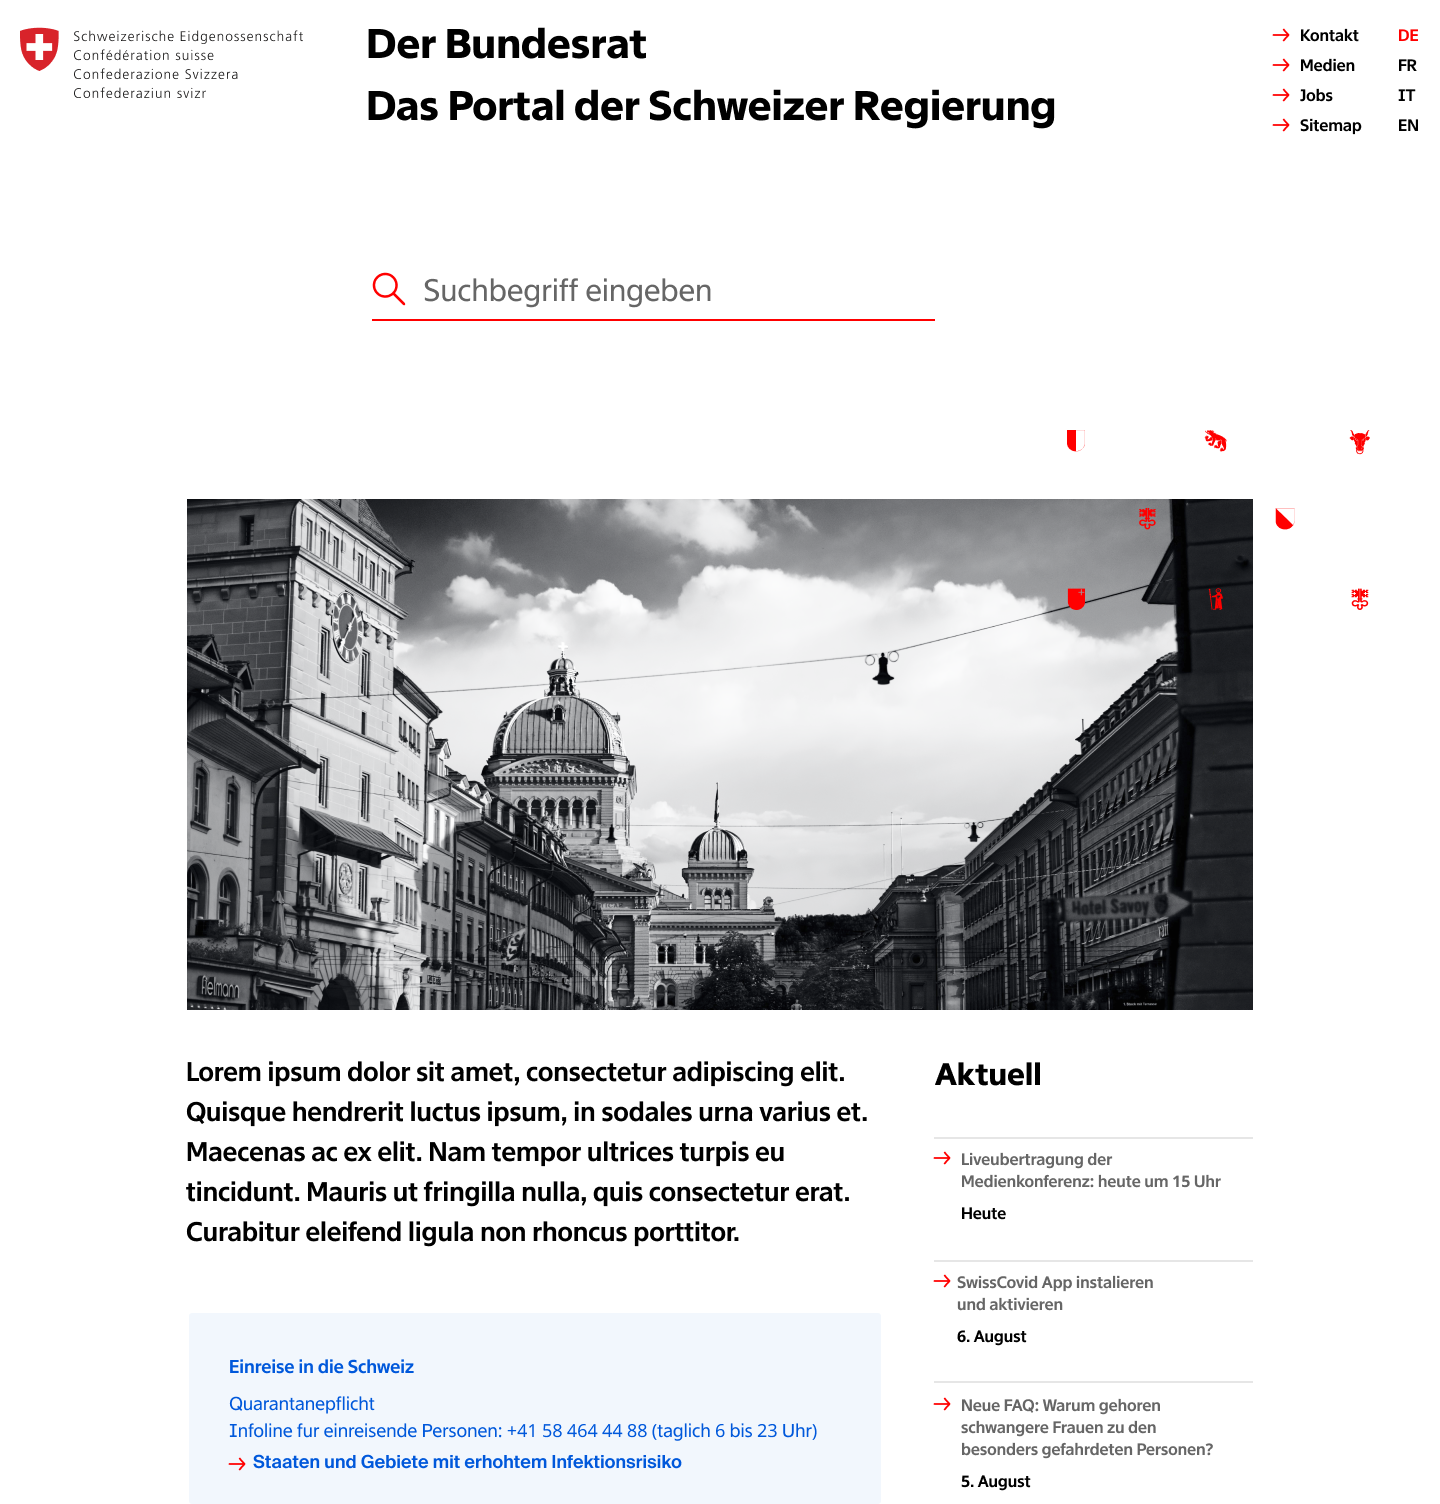 Schweizerische Eidgenossenschaft
Confédération suisse
Confederazione Svizzera
Confederaziun svizr
Der Bundesrat
Das Portal der Schweizer Regierung
Kontakt DE
Medien FR
Jobs IT
Sitemap EN
Suchbegriff eingeben
Hotel Savoy
Lorem ipsum dolor sit amet, consectetur adipiscing elit.
Quisque hendrerit luctus ipsum, in sodales urna varius et.
Maecenas ac ex elit. Nam tempor ultrices turpis eu
tincidunt. Mauris ut fringilla nulla, quis consectetur erat.
Curabitur eleifend ligula non rhoncus porttitor.
Einreise in die Schweiz
Quarantanepflicht
Infoline fur einreisende Personen: +41 58 464 44 88 (taglich 6 bis 23 Uhr)
Staaten und Gebiete mit erhohtem Infektionsrisiko
Aktuell
Liveubertragung der
Medienkonferenz: heute um 15 Uhr
Heute
SwissCovid App instalieren
und aktivieren
6. August
Neue FAQ: Warum gehoren
schwangere Frauen zu den
besonders gefahrdeten Personen?
5. August